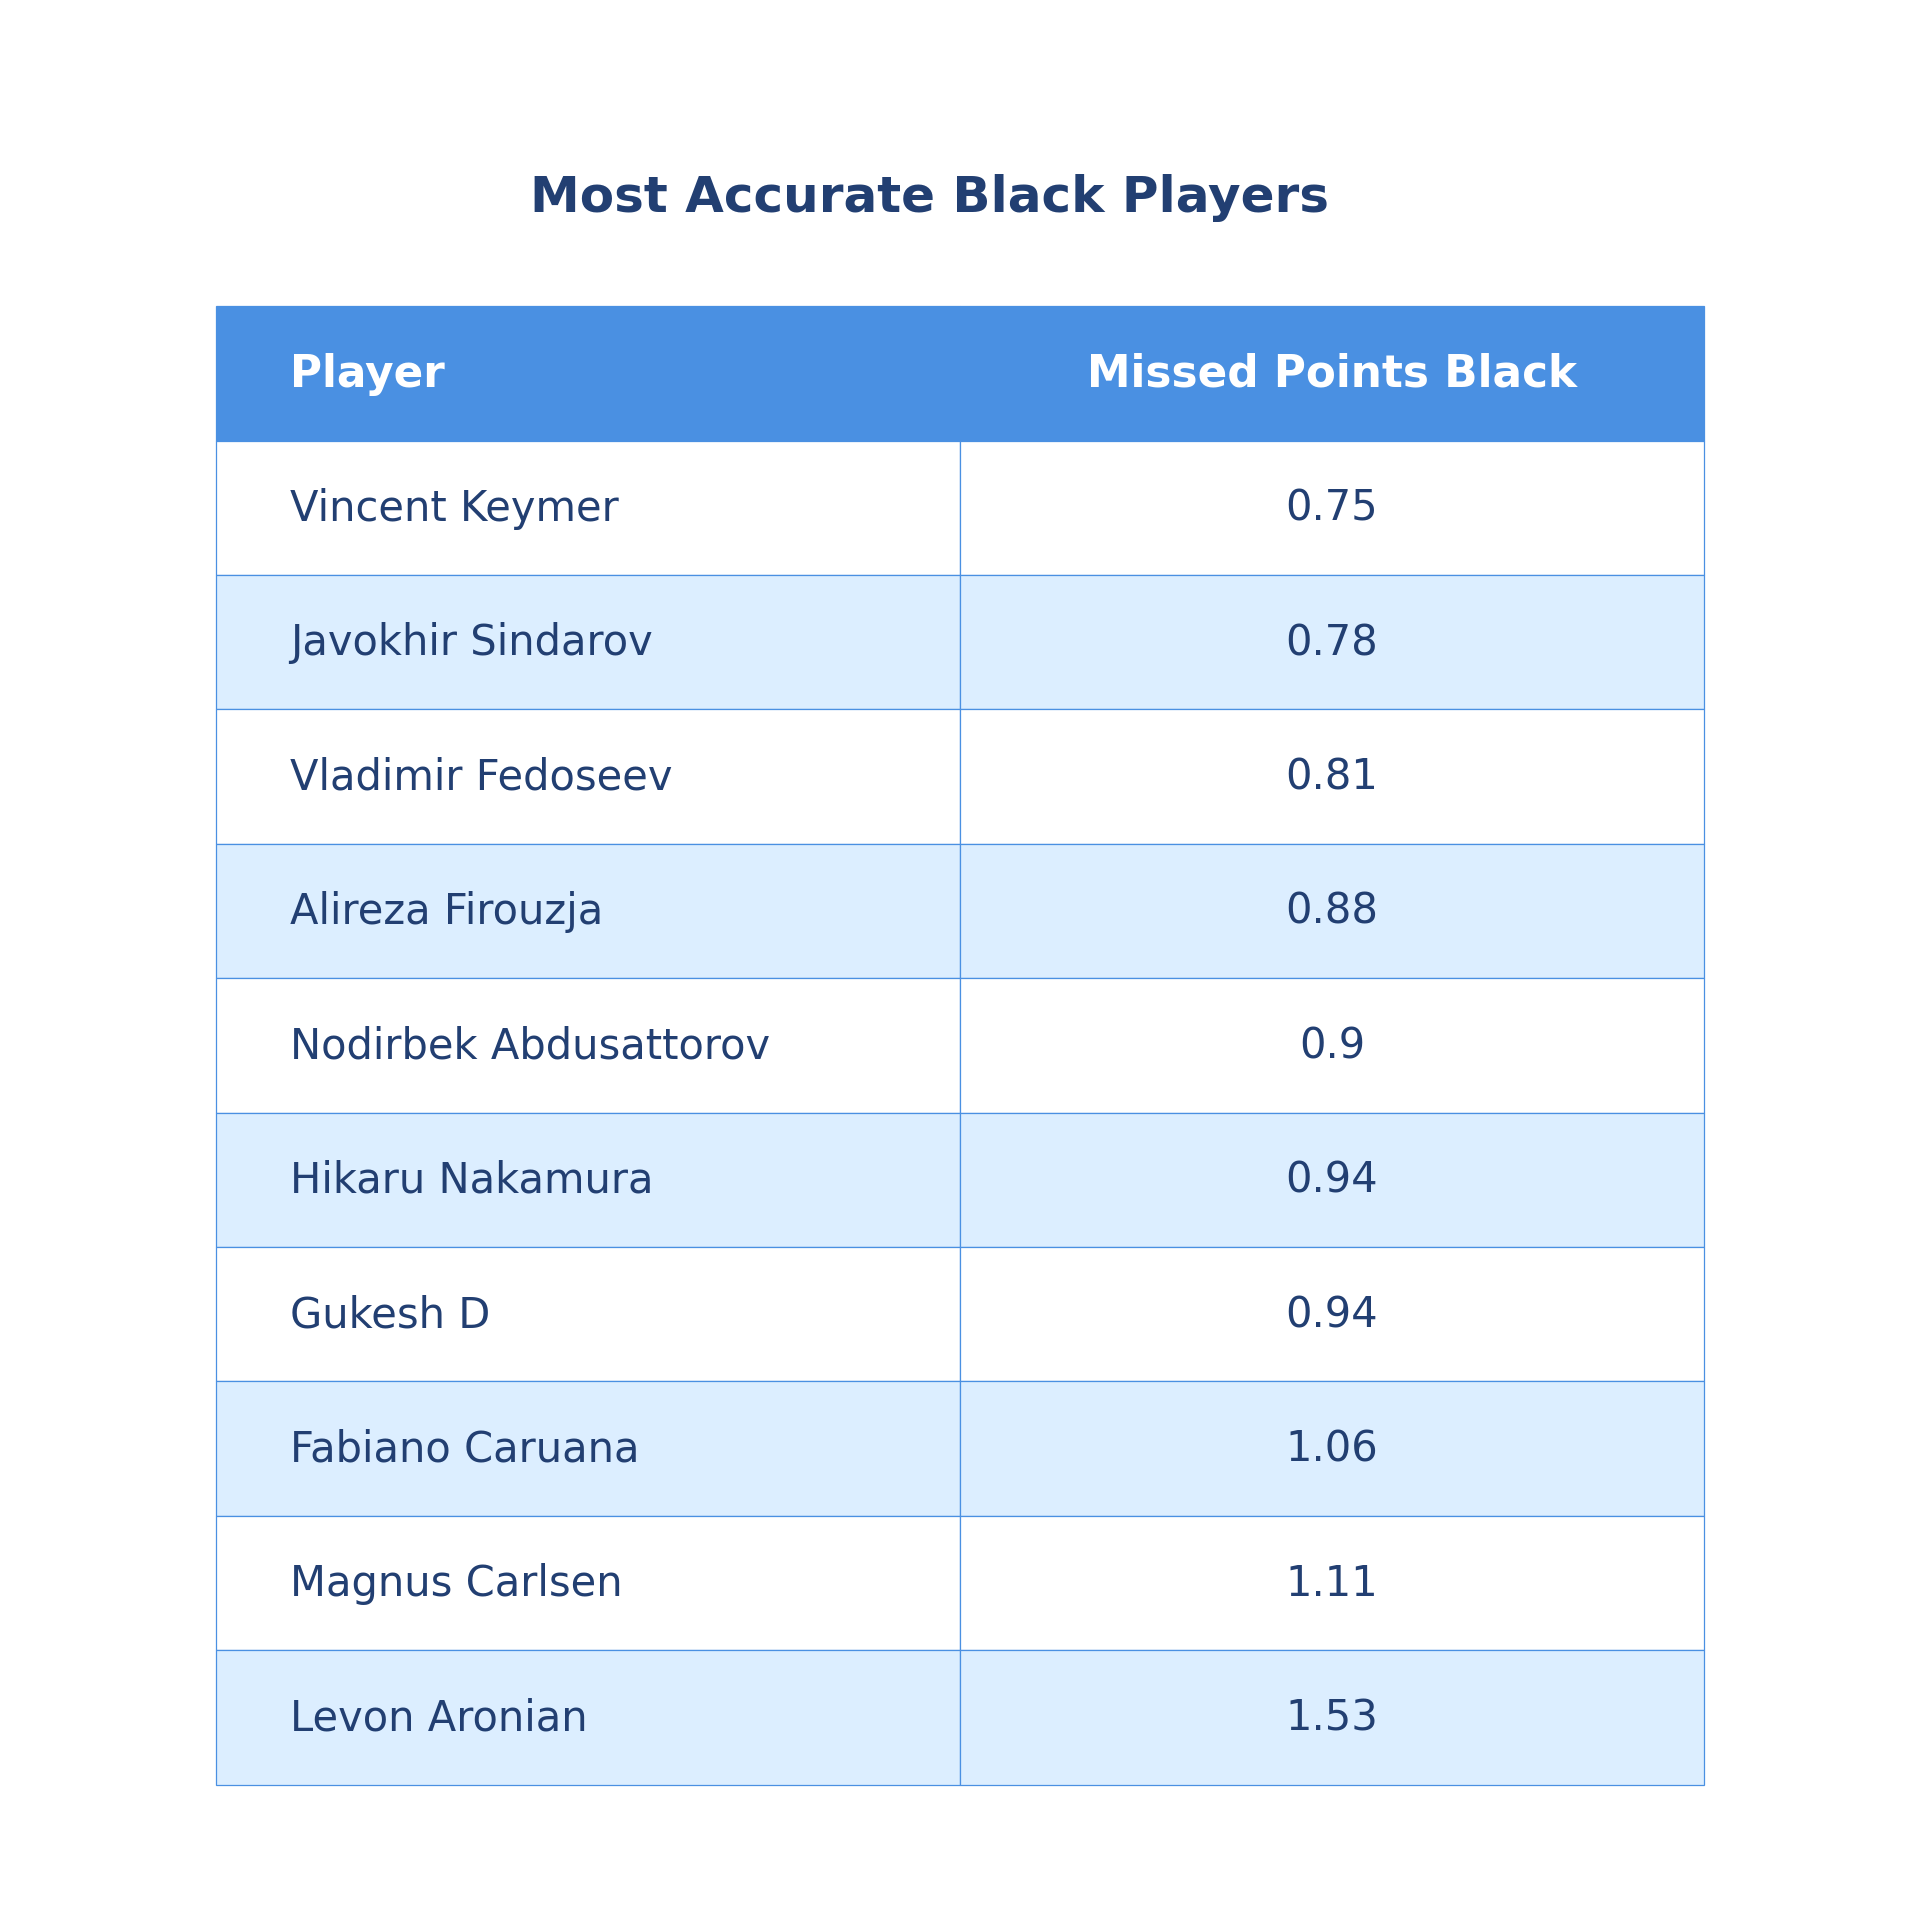 Most Accurate Black Players
Player Missed Points Black
Vincent Keymer 0.75
Javokhir Sindarov 0.78
Vladimir Fedoseev 0.81
Alireza Firouzja 0.88
Nodirbek Abdusattorov 0.9
Hikaru Nakamura 0.94
Gukesh D 0.94
Fabiano Caruana 1.06
Magnus Carlsen 1.11
Levon Aronian 1.53